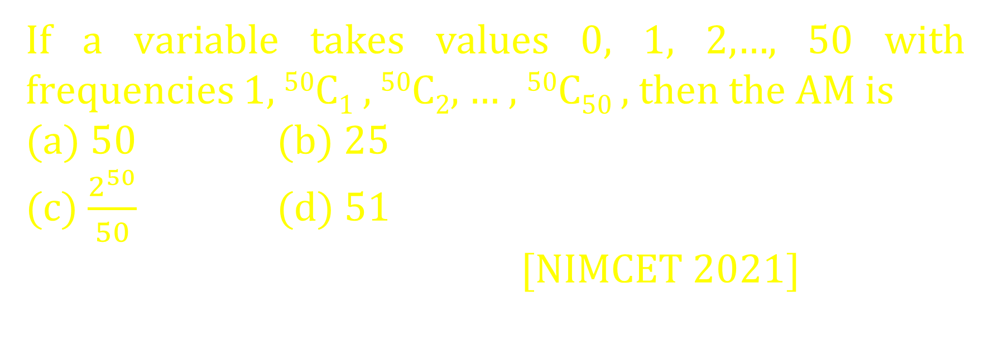 If a variable takes values 0, 1, 2,..., 50 with
frequencies 1, ⁵⁰C₁ , ⁵⁰C₂, ... , ⁵⁰C₅₀ , then the AM is
(a) 50 (b) 25
(c) 2⁵⁰/50 (d) 51
[NIMCET 2021]